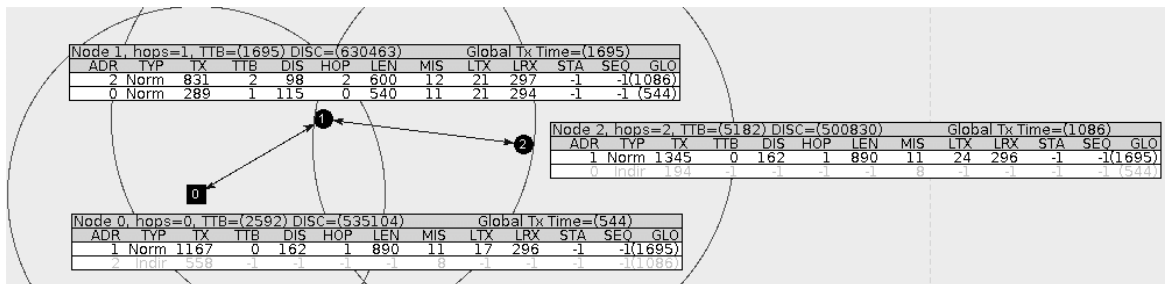 Node 1, hops=1, TTB=(1695) DISC=(630463) Global Tx Time=(1695)
ADR TYP TX TTB DIS HOP LEN MIS LTX LRX STA SEQ GLO
2 Norm 831 2 98 2 600 12 21 297 -1 -1(1086)
0 Norm 289 1 115 0 540 11 21 294 -1 -1 (544)
1
2
Node 2, hops=2, TTB=(5182) DISC=(500830) Global Tx Time=(1086)
ADR TYP TX TTB DIS HOP LEN MIS LTX LRX STA SEQ GLO
1 Norm 1345 0 162 1 890 11 24 296 -1 -1(1695)
0 Indir 194 -1 -1 -1 -1 8 -1 -1 -1 -1 (544)
0
Node 0, hops=0, TTB=(2592) DISC=(535104) Global Tx Time=(544)
ADR TYP TX TTB DIS HOP LEN MIS LTX LRX STA SEQ GLO
1 Norm 1167 0 162 1 890 11 17 296 -1 -1(1695)
2 Indir 558 -1 -1 -1 -1 8 -1 -1 -1 -1(1086)